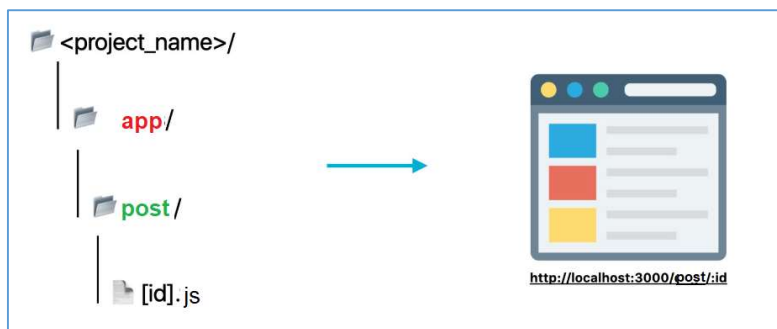 <project_name>/
app/
post/
[id].js
http://localhost:3000/post/:id